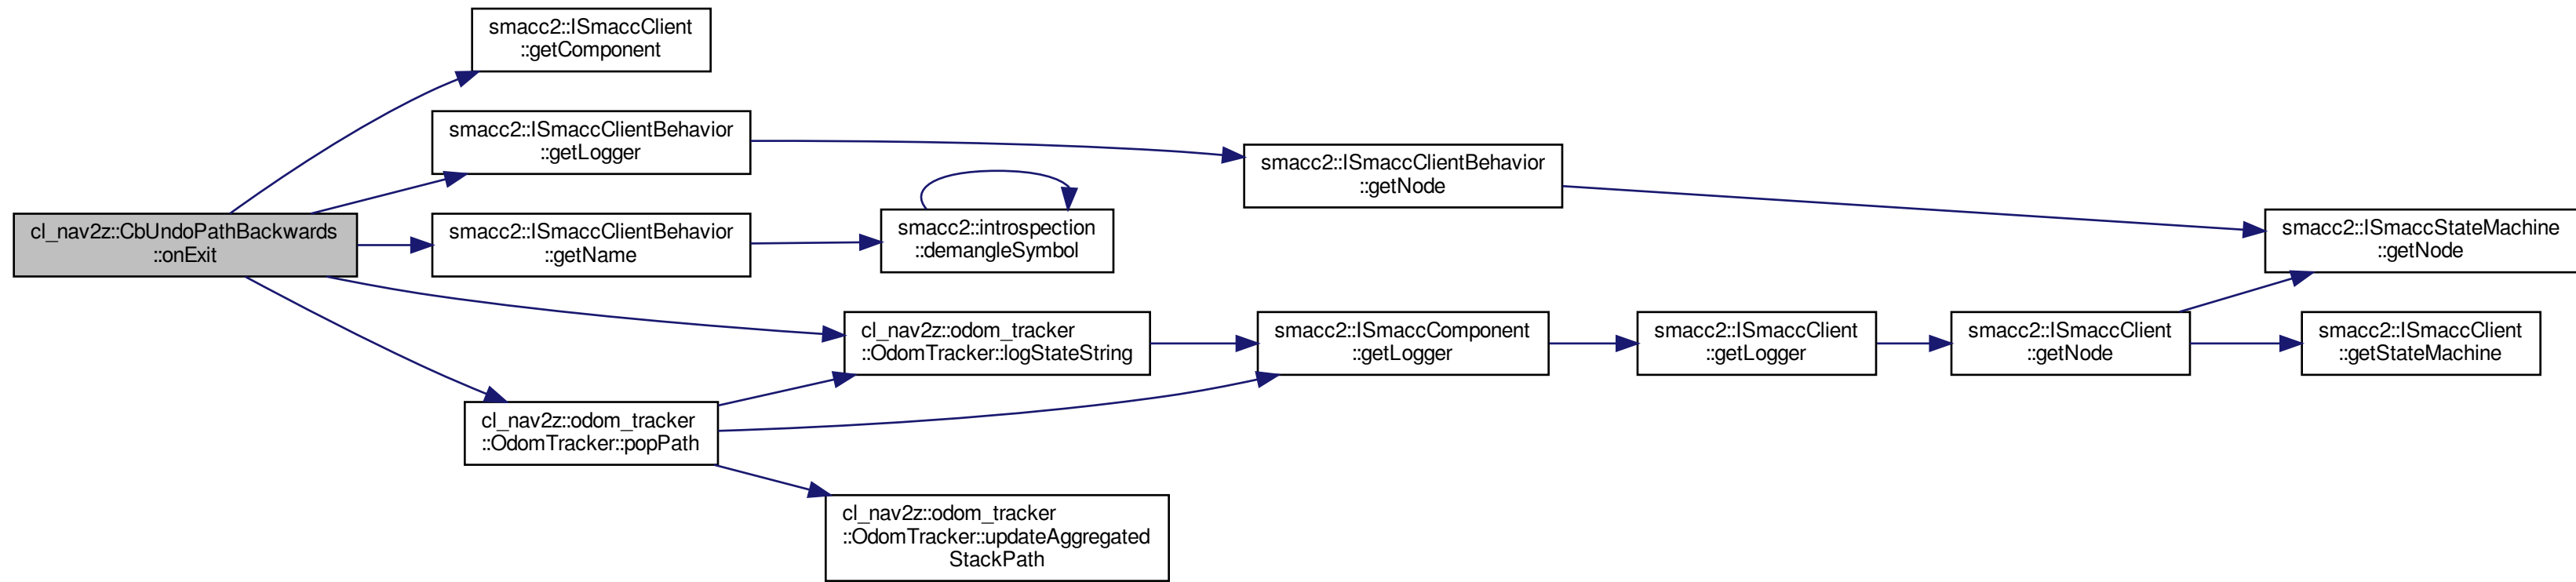 smacc2::ISmaccClient
::getComponent
smacc2::ISmaccClientBehavior
::getLogger
smacc2::ISmaccClientBehavior
::getNode
cl_nav2z::CbUndoPathBackwards
::onExit
smacc2::ISmaccClientBehavior
::getName
smacc2::introspection
::demangleSymbol
smacc2::ISmaccStateMachine
::getNode
cl_nav2z::odom_tracker
::OdomTracker::logStateString
smacc2::ISmaccComponent
::getLogger
smacc2::ISmaccClient
::getLogger
smacc2::ISmaccClient
::getNode
smacc2::ISmaccClient
::getStateMachine
cl_nav2z::odom_tracker
::OdomTracker::popPath
cl_nav2z::odom_tracker
::OdomTracker::updateAggregated
StackPath